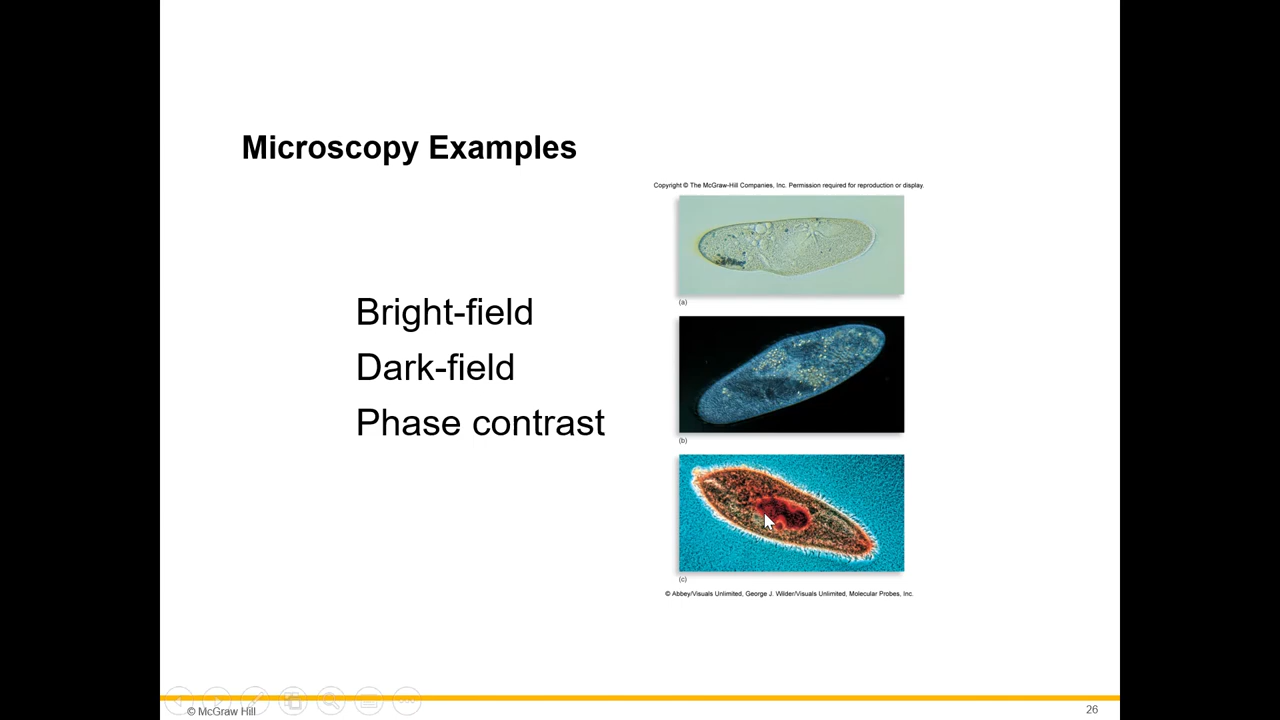 Microscopy Examples
Copyright © The McGraw-Hill Companies, Inc. Permission required for reproduction or display.
Bright-field
Dark-field
Phase contrast
(a)
(b)
(c)
© Abbey/Visuals Unlimited, George J. Wilder/Visuals Unlimited, Molecular Probes, Inc.
© McGraw Hill
26